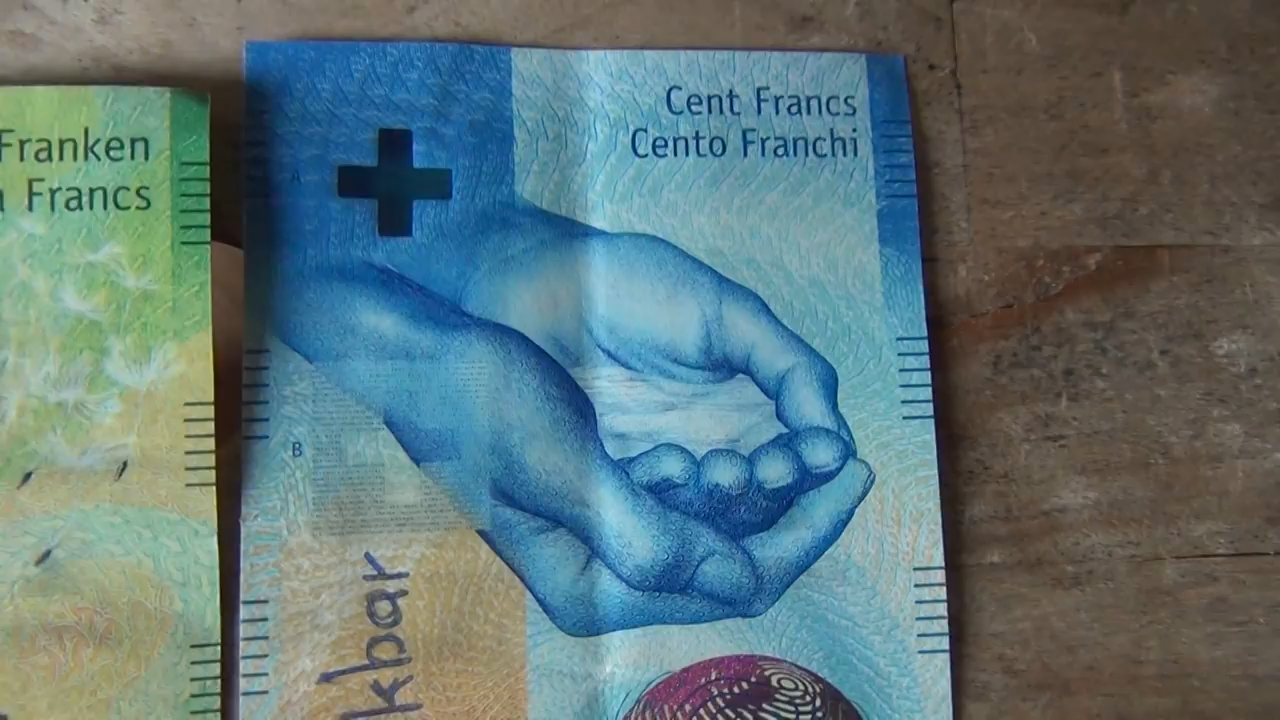 Franken
Francs
Cent Francs
Cento Franchi
A
B
kbar